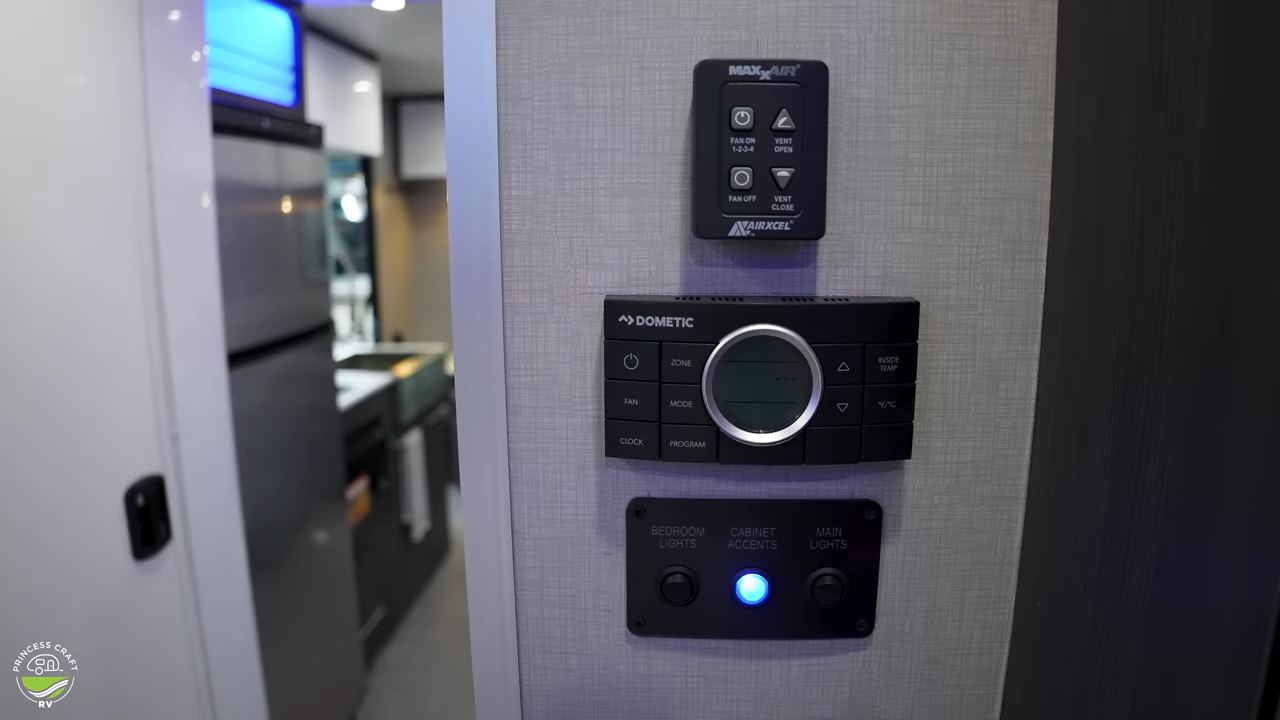 MAXXAIR®
FAN ON
1-2-3-4
VENT
OPEN
FAN OFF
VENT
CLOSE
AIRXCEL®
DOMETIC
ZONE
INSIDE
TEMP
FAN
MODE
°F/°C
CLOCK
PROGRAM
BEDROOM
LIGHTS
CABINET
ACCENTS
MAIN
LIGHTS
PRINCESS CRAFT
RV